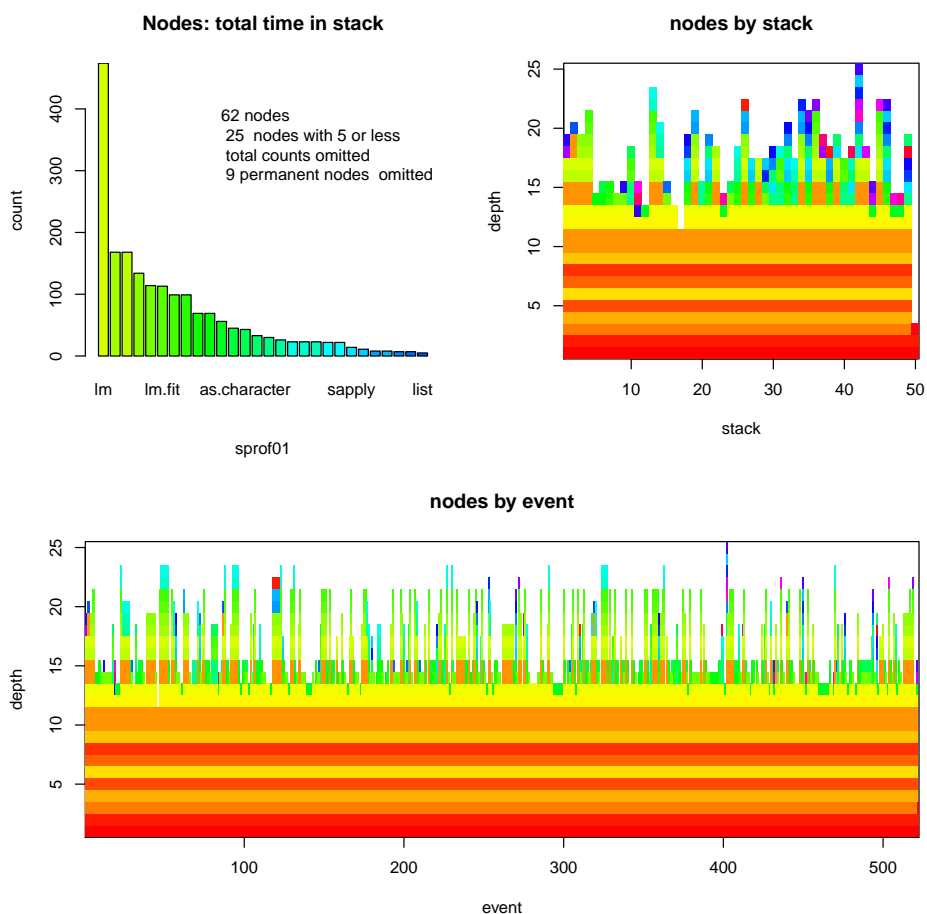 Nodes: total time in stack
62 nodes
25 nodes with 5 or less
total counts omitted
9 permanent nodes omitted
count
0
100
200
300
400
lm
lm.fit
as.character
sapply
list
sprof01
nodes by stack
depth
5
10
15
20
25
10
20
30
40
50
stack
nodes by event
depth
5
10
15
20
25
100
200
300
400
500
event